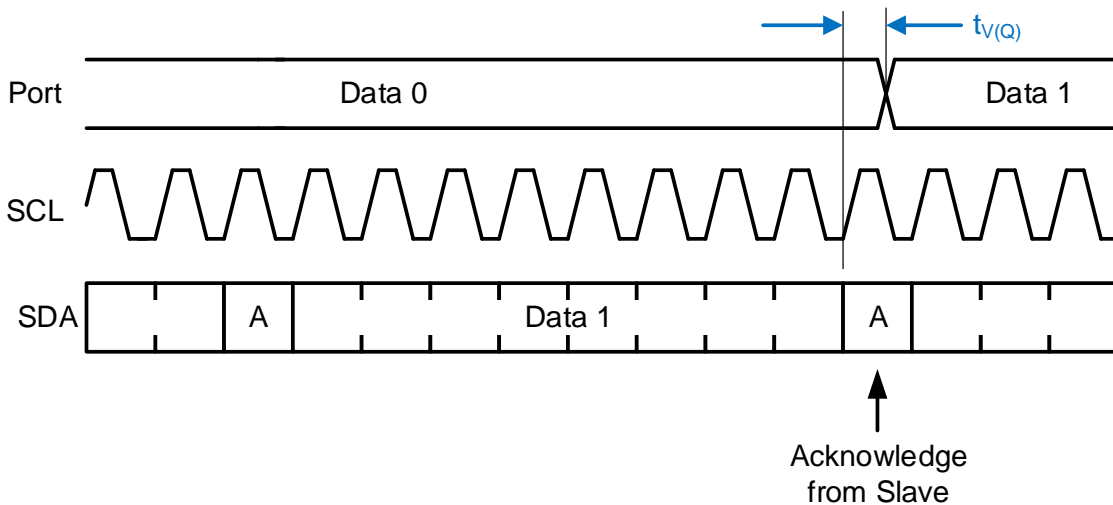 tV(Q)
Port
Data 0
Data 1
SCL
SDA
A
Data 1
A
Acknowledge
from Slave